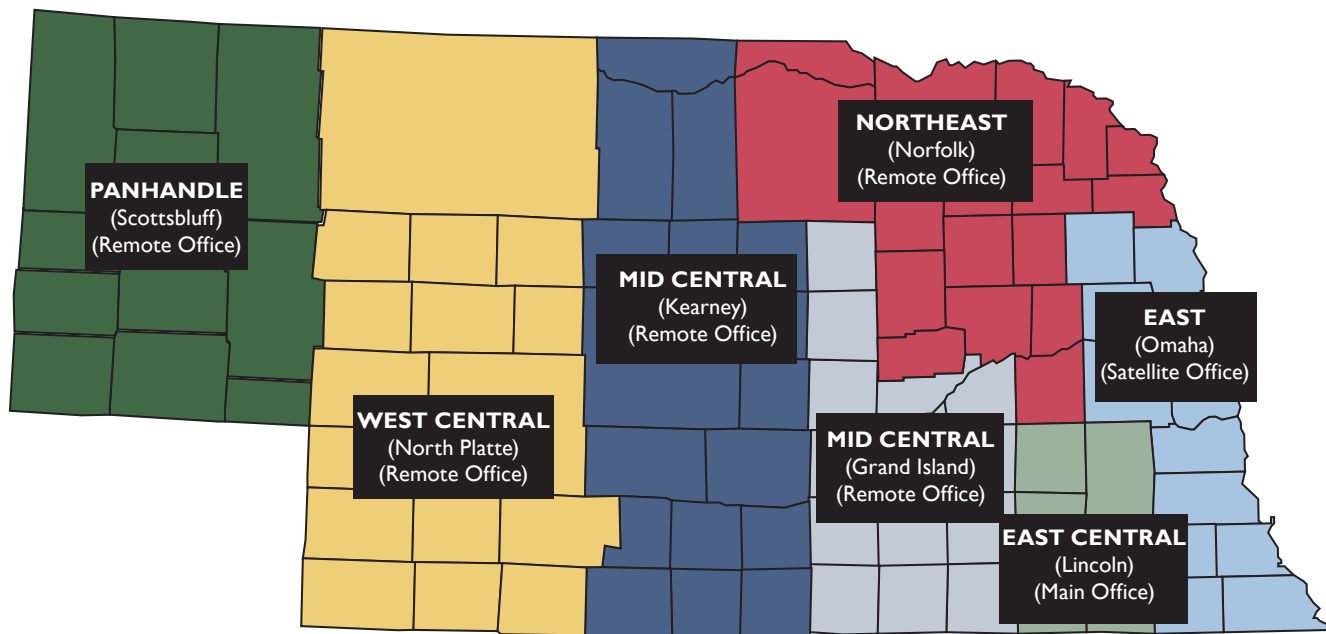 PANHANDLE
(Scottsbluff)
(Remote Office)
WEST CENTRAL
(North Platte)
(Remote Office)
MID CENTRAL
(Kearney)
(Remote Office)
NORTHEAST
(Norfolk)
(Remote Office)
MID CENTRAL
(Grand Island)
(Remote Office)
EAST
(Omaha)
(Satellite Office)
EAST CENTRAL
(Lincoln)
(Main Office)